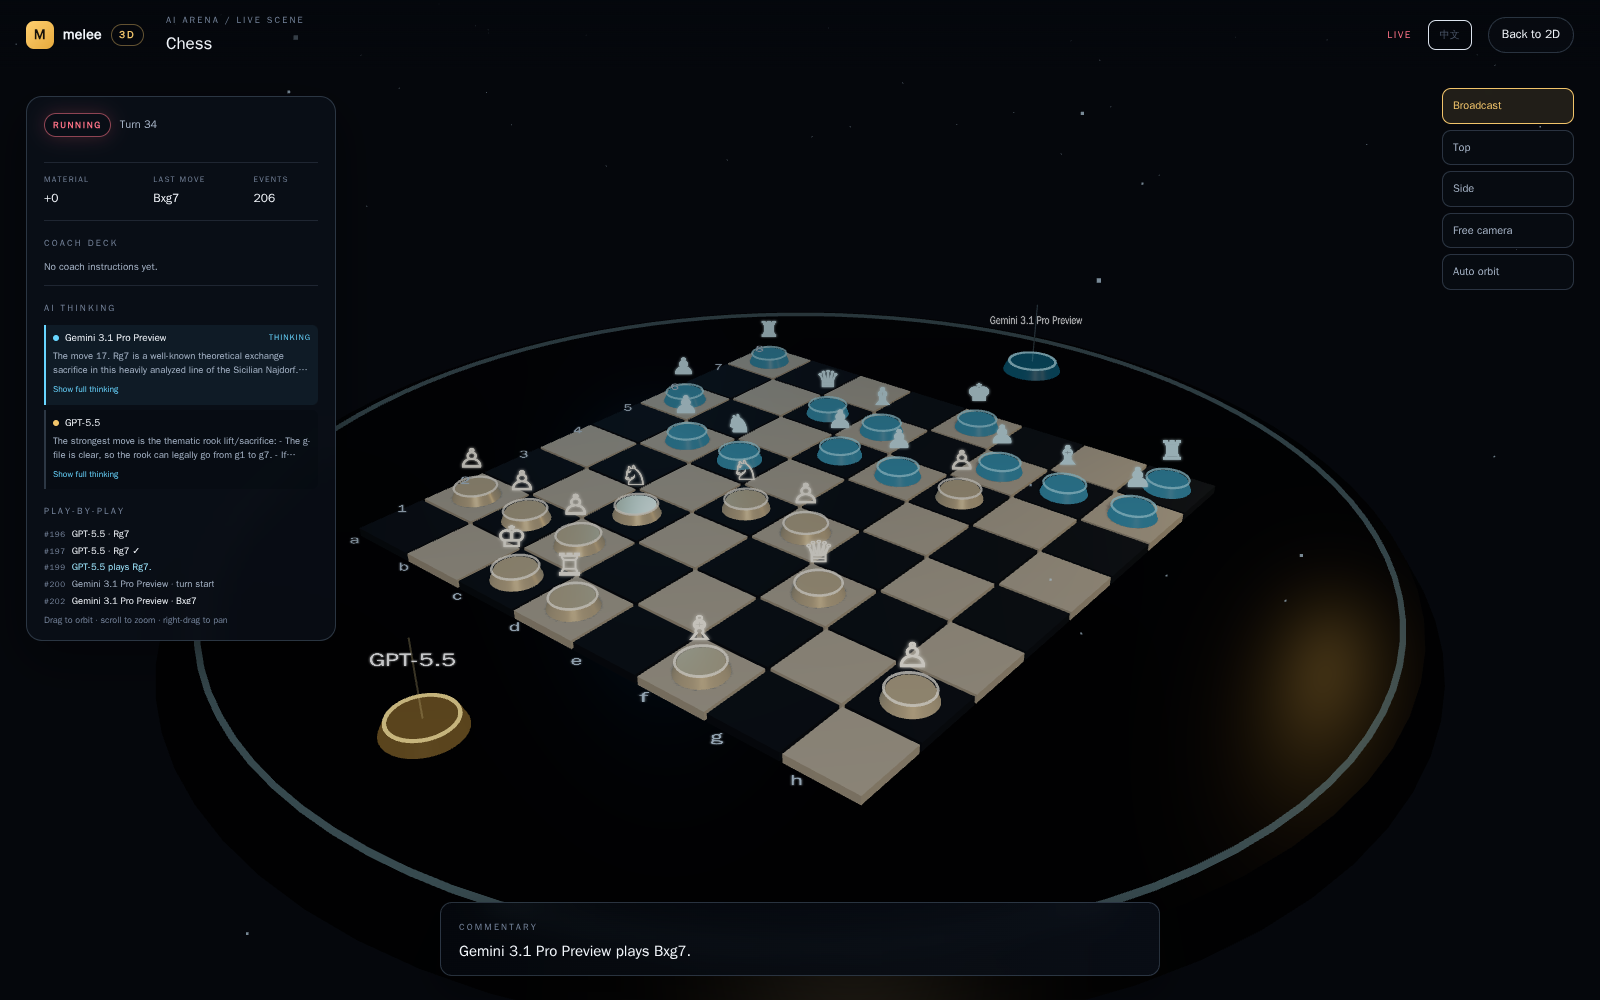 M melee 3D
AI ARENA / LIVE SCENE
Chess
LIVE
中文
Back to 2D
Broadcast
Top
Side
Free camera
Auto orbit
RUNNING Turn 34
MATERIAL LAST MOVE EVENTS
+0 Bxg7 206
COACH DECK
No coach instructions yet.
AI THINKING
Gemini 3.1 Pro Preview THINKING
The move 17. Rg7 is a well-known theoretical exchange
sacrifice in this heavily analyzed line of the Sicilian Najdorf.···
Show full thinking
GPT-5.5
The strongest move is the thematic rook lift/sacrifice: - The g-
file is clear, so the rook can legally go from g1 to g7. - If···
Show full thinking
PLAY-BY-PLAY
#196 GPT-5.5 · Rg7
#197 GPT-5.5 · Rg7 ✓
#199 GPT-5.5 plays Rg7.
#200 Gemini 3.1 Pro Preview · turn start
#202 Gemini 3.1 Pro Preview · Bxg7
Drag to orbit · scroll to zoom · right-drag to pan
Gemini 3.1 Pro Preview
8
7
6
5
4
3
2
1
a
b
c
d
e
f
g
h
GPT-5.5
COMMENTARY
Gemini 3.1 Pro Preview plays Bxg7.